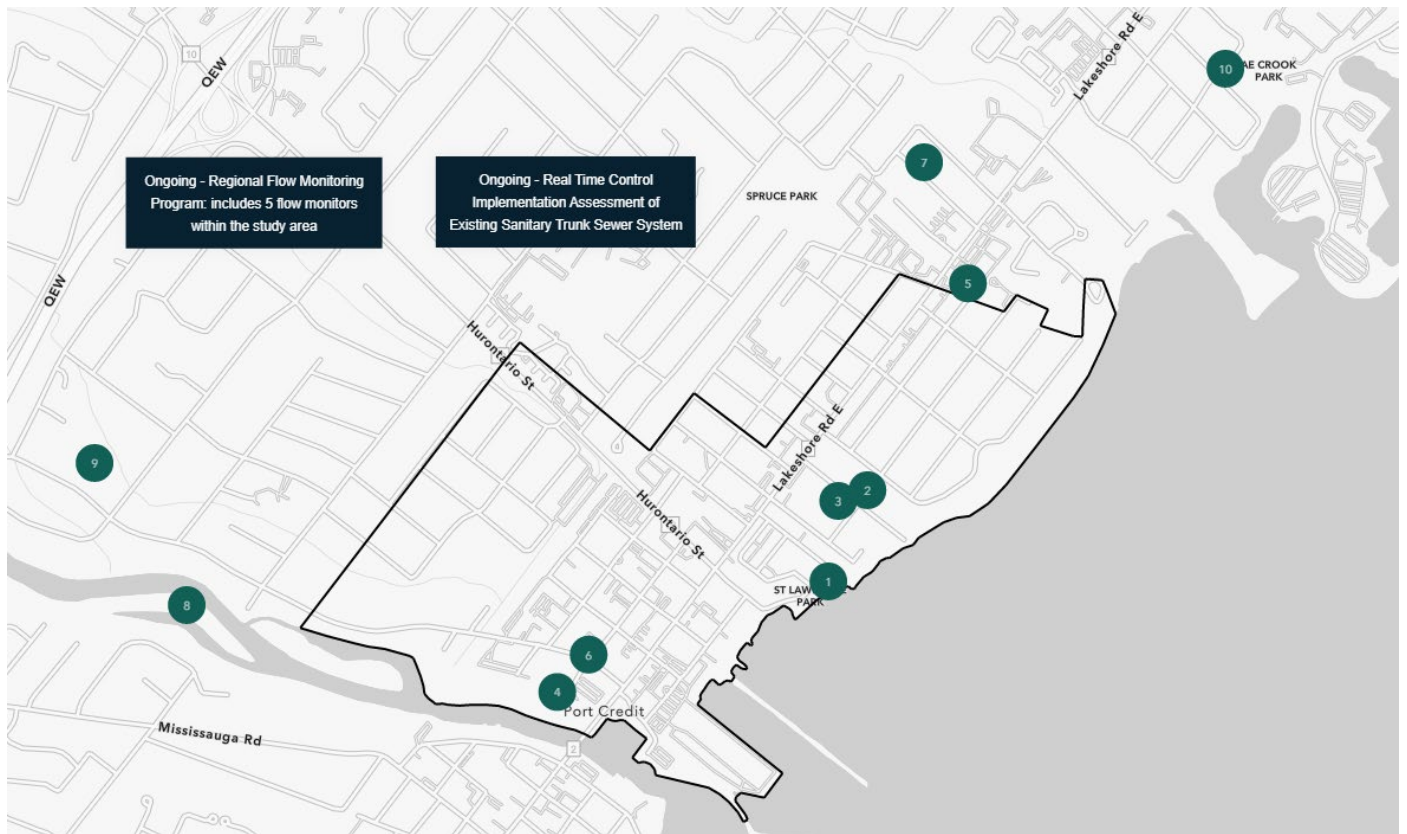 10
QEW
Lakeshore Rd E
10
AE CROOK
PARK
Ongoing - Regional Flow Monitoring
Program: includes 5 flow monitors
within the study area
Ongoing - Real Time Control
Implementation Assessment of
Existing Sanitary Trunk Sewer System
7
SPRUCE PARK
QEW
5
Hurontario St
Lakeshore Rd E
9
Hurontario St
3
2
1
ST
PARK
8
6
4
Port Credit
Mississauga Rd
2